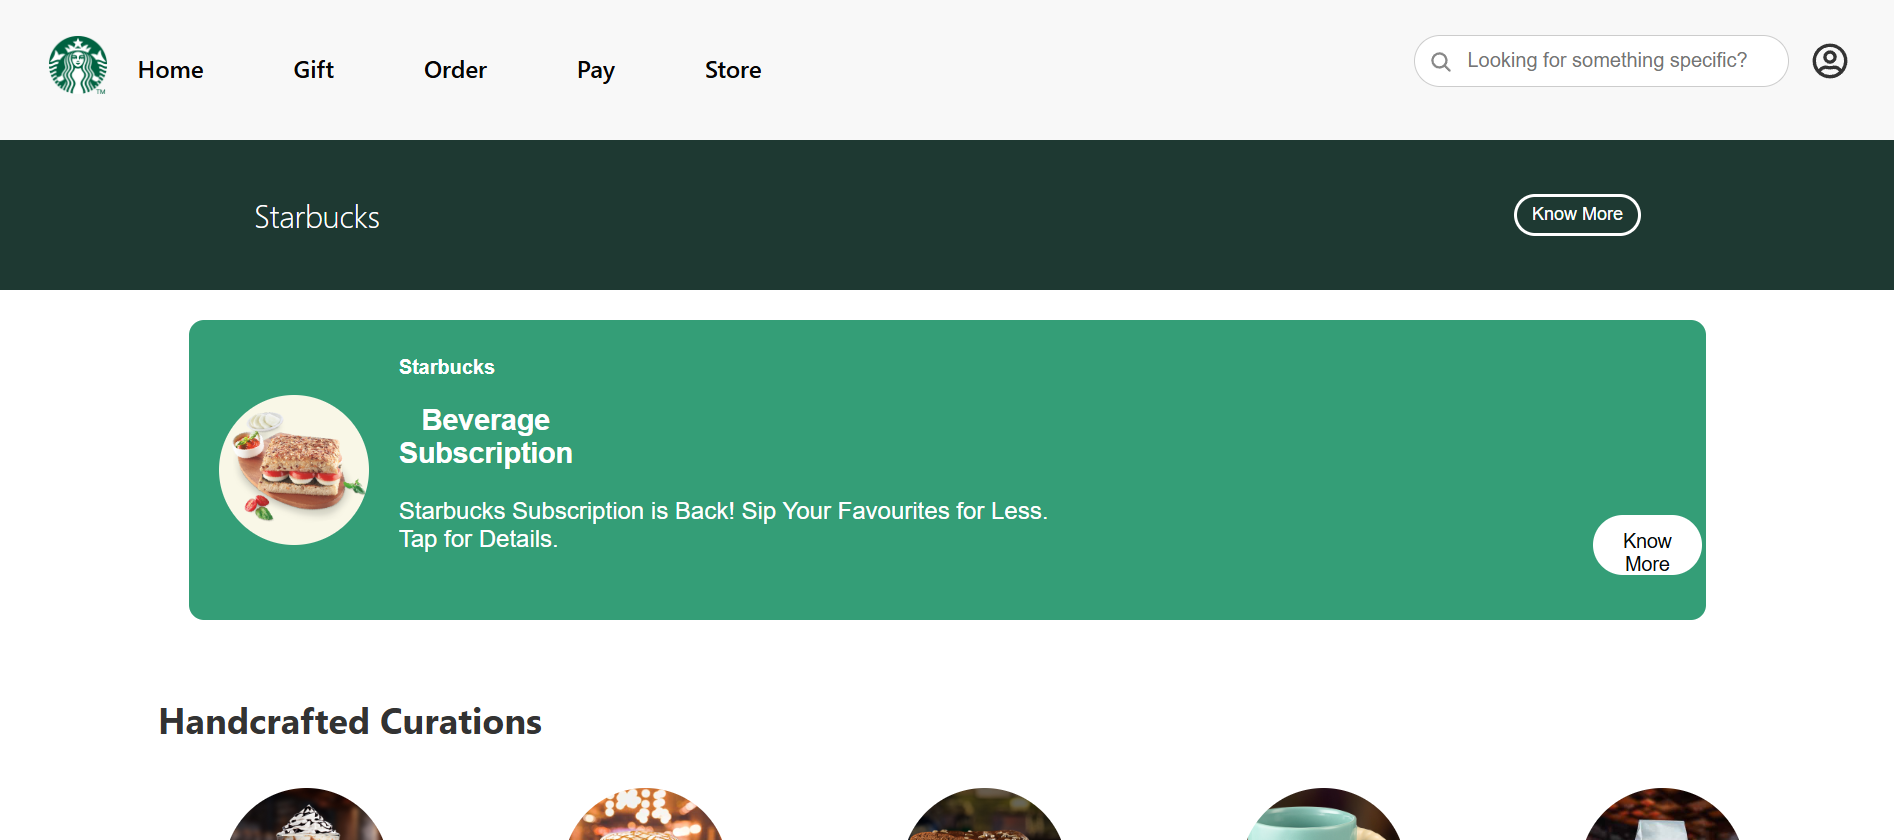 Home Gift Order Pay Store
Looking for something specific?
TM
Starbucks
Know More
Starbucks
Beverage
Subscription
Starbucks Subscription is Back! Sip Your Favourites for Less.
Tap for Details.
Know
More
Handcrafted Curations